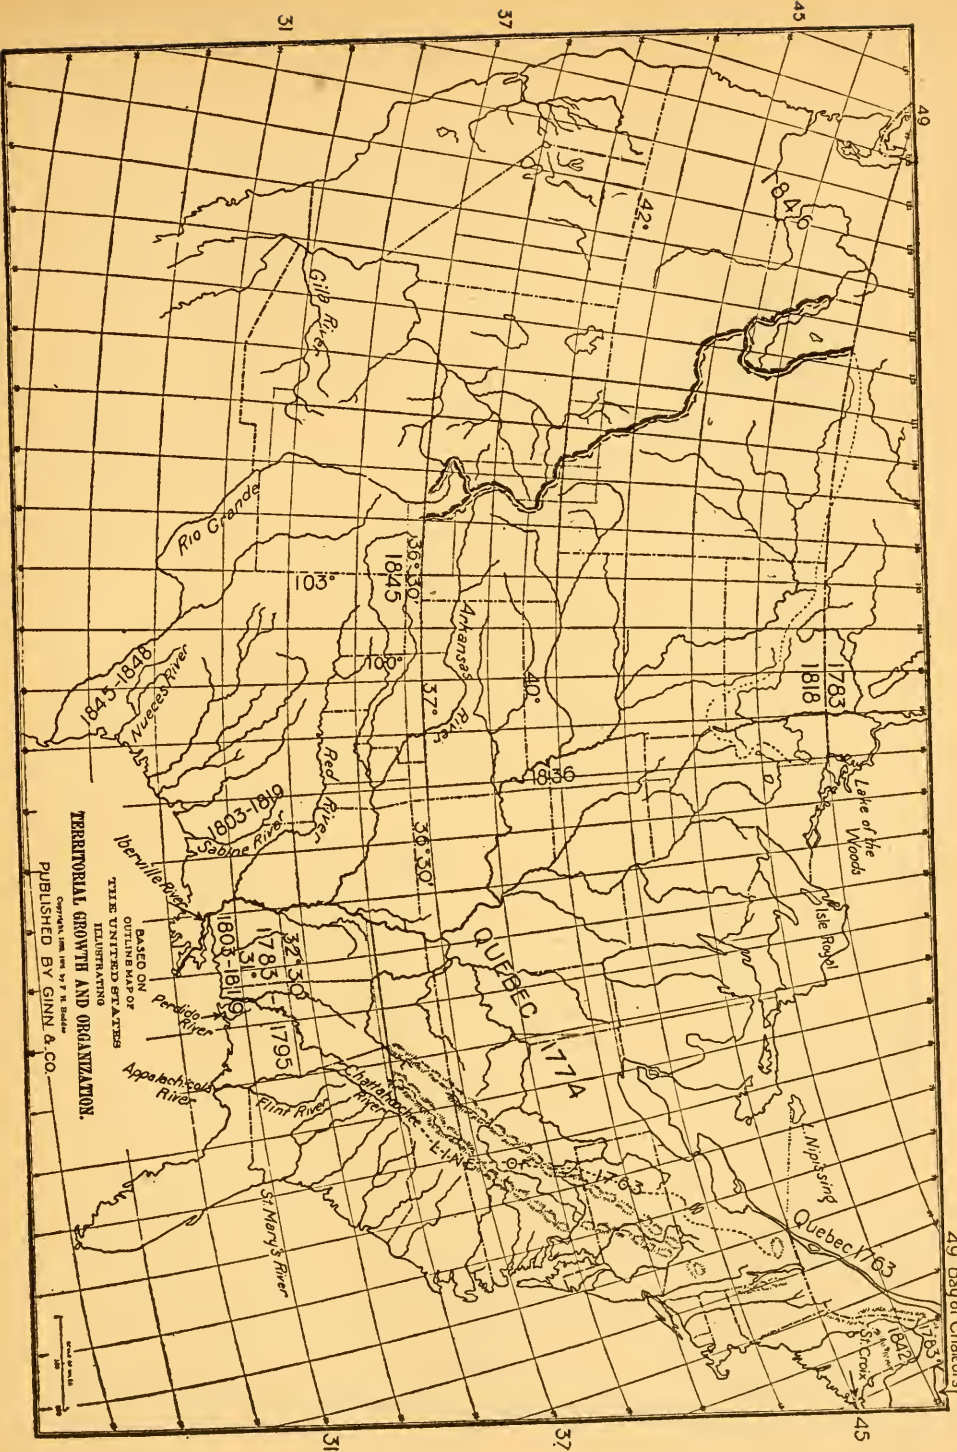 31
37
45
49
1846
42°
Gila River
Rio Grande
103°
36° 30'
1845
Arkansas
River
100°
37°
40°
1783
1818
Lake of the
Woods
1845-1848
Nueces River
1836
Red River
1803-1819
Sabine River
36° 30'
Isle Royal
Iberville River
1803-1819
31°
1783
32° 30'
1795
QUEBEC 1774
Perdido
River
Appalachicola
River
Flint River
Chattahoochee
River
LINE OF 1763
L. Nipissing
Quebec 1763
St. Mary's River
49 Bay of Chaleurs
1783
1842
St. Croix
45
37
31
BASED ON
OUTLINE MAP OF
THE UNITED STATES
ILLUSTRATING
TERRITORIAL GROWTH AND ORGANIZATION.
PUBLISHED BY GINN & CO.